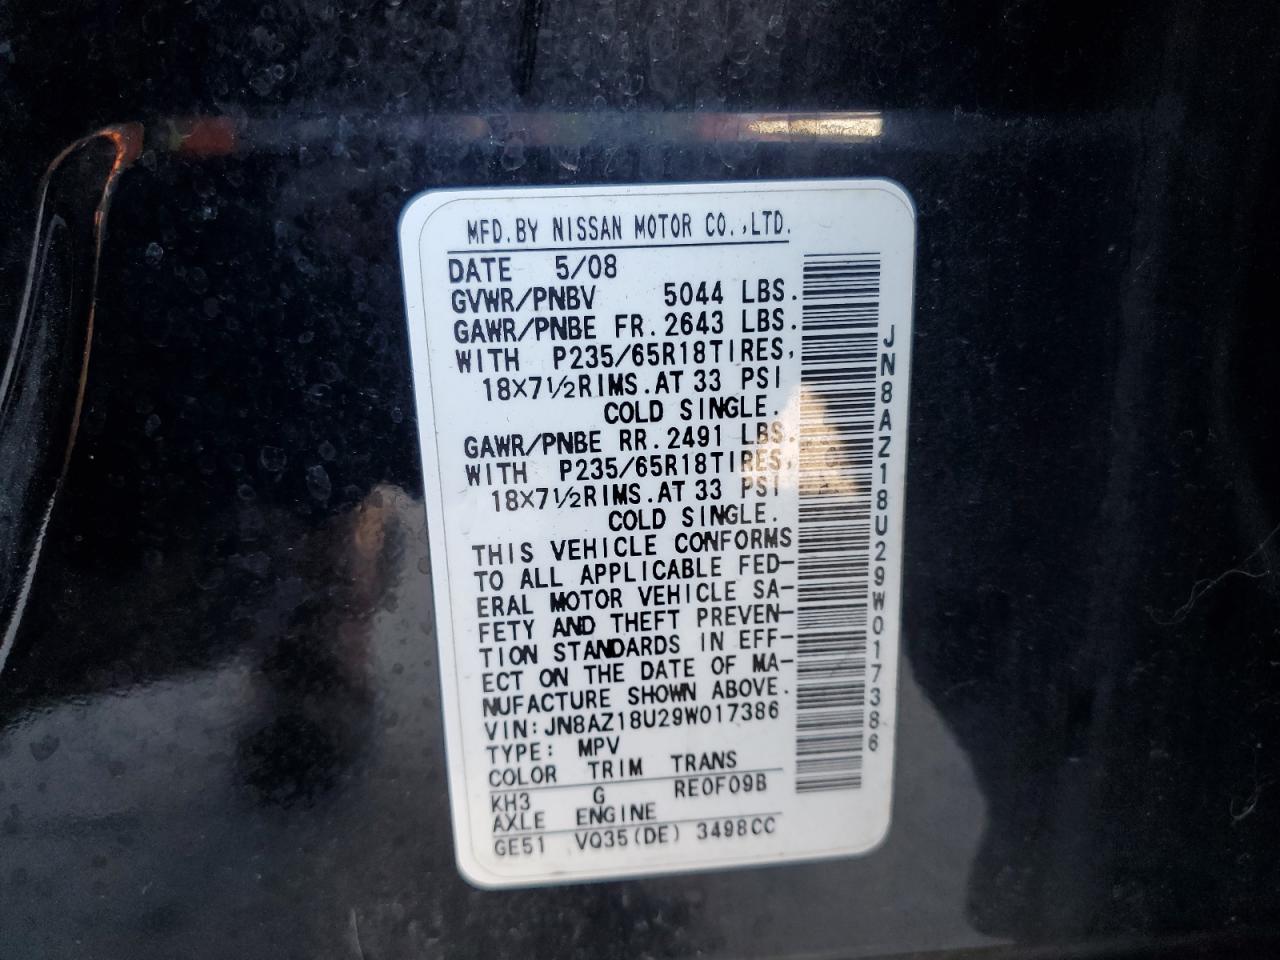 MFD.BY NISSAN MOTOR CO.,LTD.
DATE 5/08
GVWR/PNBV 5044 LBS.
GAWR/PNBE FR.2643 LBS.
WITH P235/65R18TIRES,
18X7½RIMS.AT 33 PSI
COLD SINGLE.
GAWR/PNBE RR.2491 LBS.
WITH P235/65R18TIRES,
18X7½RIMS.AT 33 PSI
COLD SINGLE.
THIS VEHICLE CONFORMS
TO ALL APPLICABLE FED-
ERAL MOTOR VEHICLE SA-
FETY AND THEFT PREVEN-
TION STANDARDS IN EFF-
ECT ON THE DATE OF MA-
NUFACTURE SHOWN ABOVE.
VIN:JN8AZ18U29W017386
TYPE: MPV
COLOR TRIM TRANS
KH3 G RE0F09B
AXLE ENGINE
GE51 VQ35(DE) 3498CC
JN8AZ18U29W017386